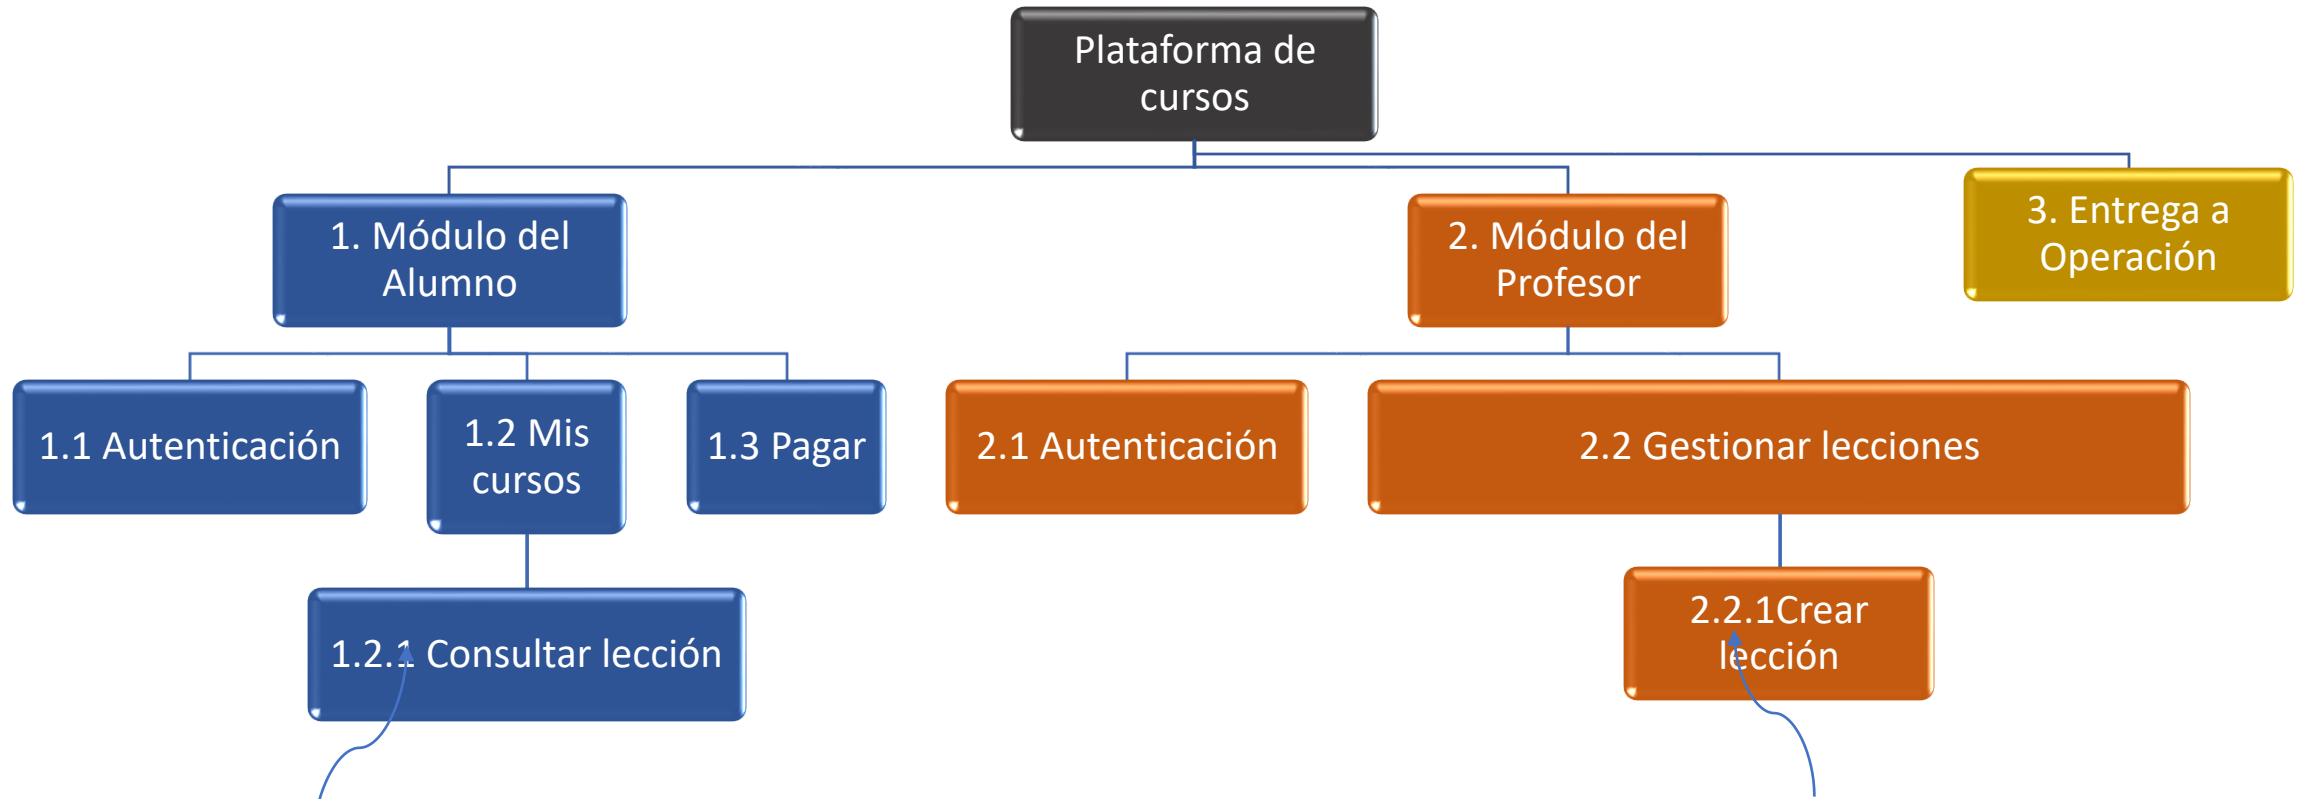 Plataforma de
cursos
1. Módulo del
Alumno
2. Módulo del
Profesor
3. Entrega a
Operación
1.1 Autenticación
1.2 Mis
cursos
1.3 Pagar
2.1 Autenticación
2.2 Gestionar lecciones
1.2.1 Consultar lección
2.2.1Crear
lección